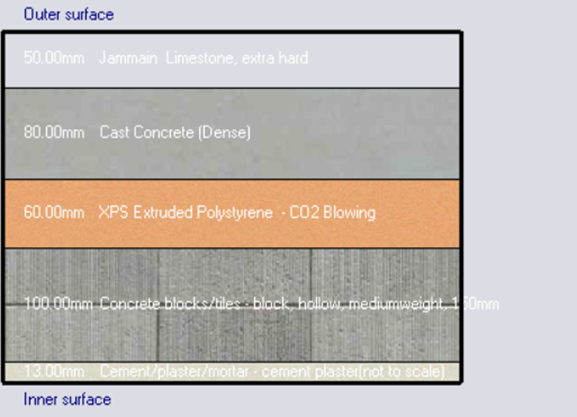 Outer surface
50.00mm Jammain Limestone, extra hard
80.00mm Cast Concrete (Dense)
60.00mm XPS Extruded Polystyrene - CO2 Blowing
100.00mm Concrete blocks/tiles - block, hollow, mediumweight, 150mm
13.00mm Cement/plaster/mortar - cement plaster(not to scale)
Inner surface